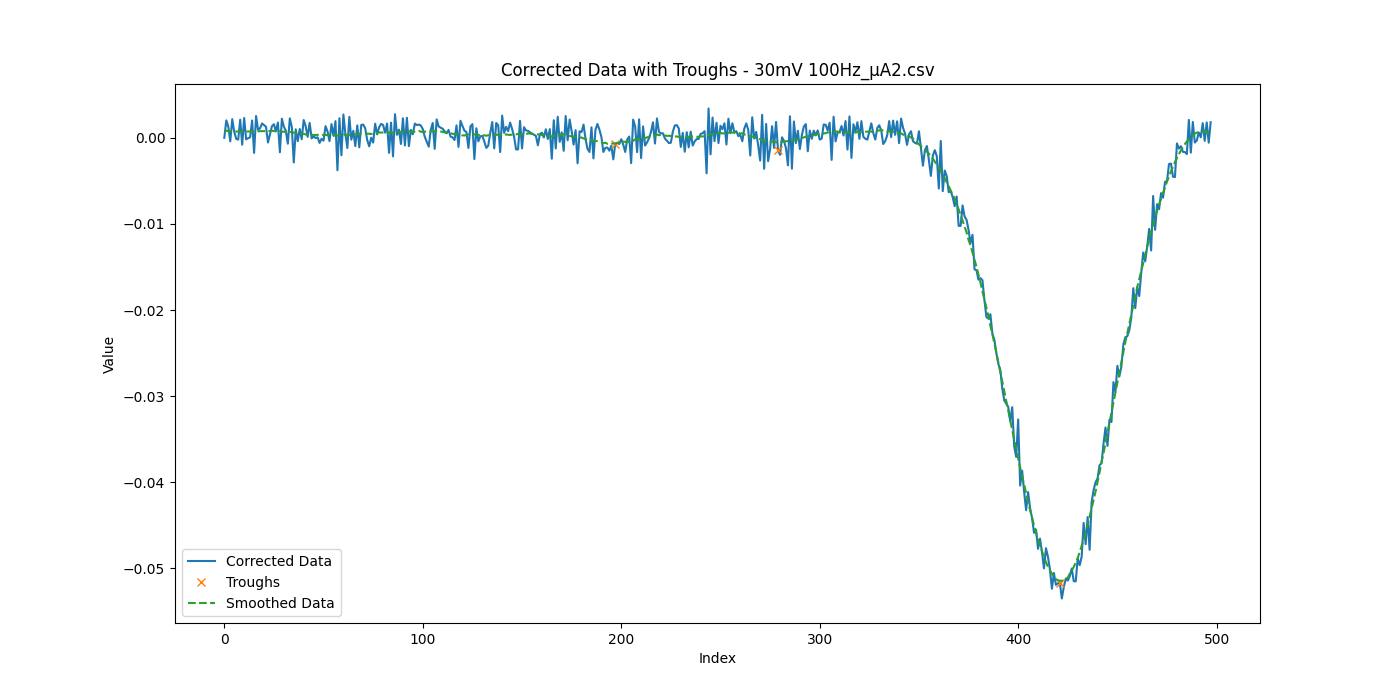 Corrected Data with Troughs - 30mV 100Hz_μA2.csv
Value
0.00
−0.01
−0.02
−0.03
−0.04
−0.05
Corrected Data
Troughs
Smoothed Data
0 100 200 300 400 500
Index